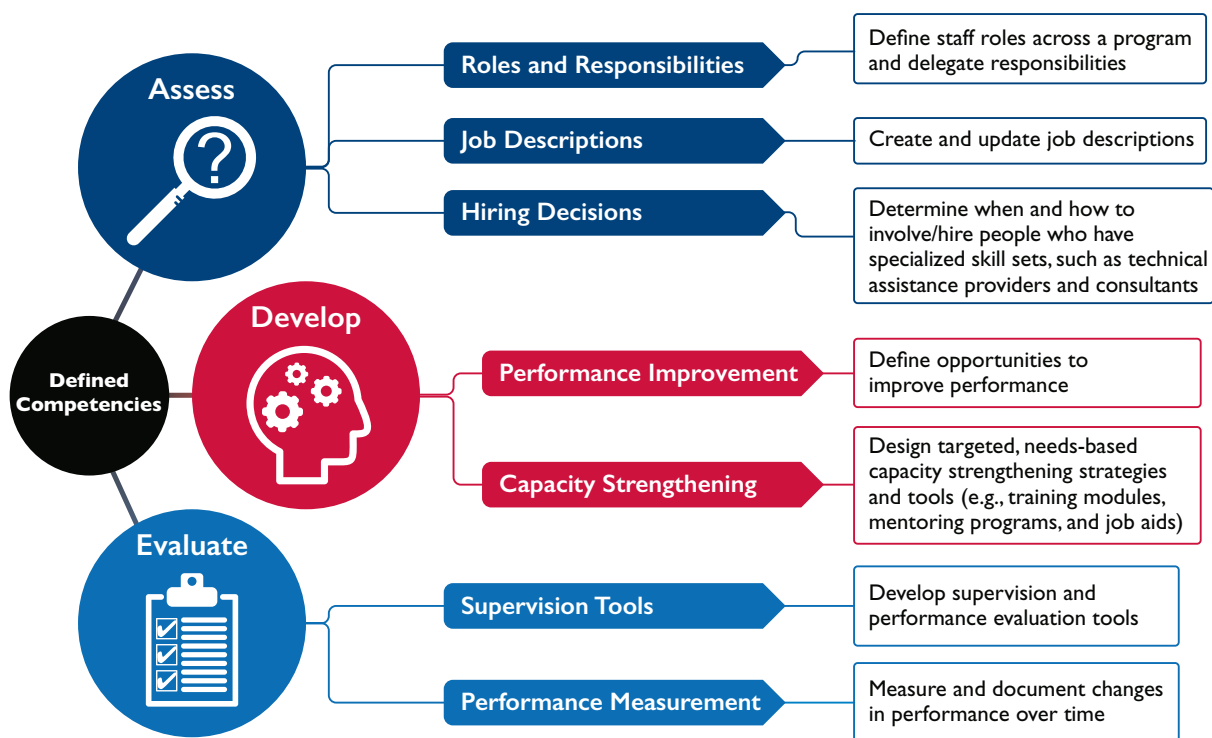 Assess
?
Roles and Responsibilities
Define staff roles across a program
and delegate responsibilities
Job Descriptions
Create and update job descriptions
Hiring Decisions
Determine when and how to
involve/hire people who have
specialized skill sets, such as technical
assistance providers and consultants
Defined
Competencies
Develop
Performance Improvement
Define opportunities to
improve performance
Capacity Strengthening
Design targeted, needs-based
capacity strengthening strategies
and tools (e.g., training modules,
mentoring programs, and job aids)
Evaluate
Supervision Tools
Develop supervision and
performance evaluation tools
Performance Measurement
Measure and document changes
in performance over time